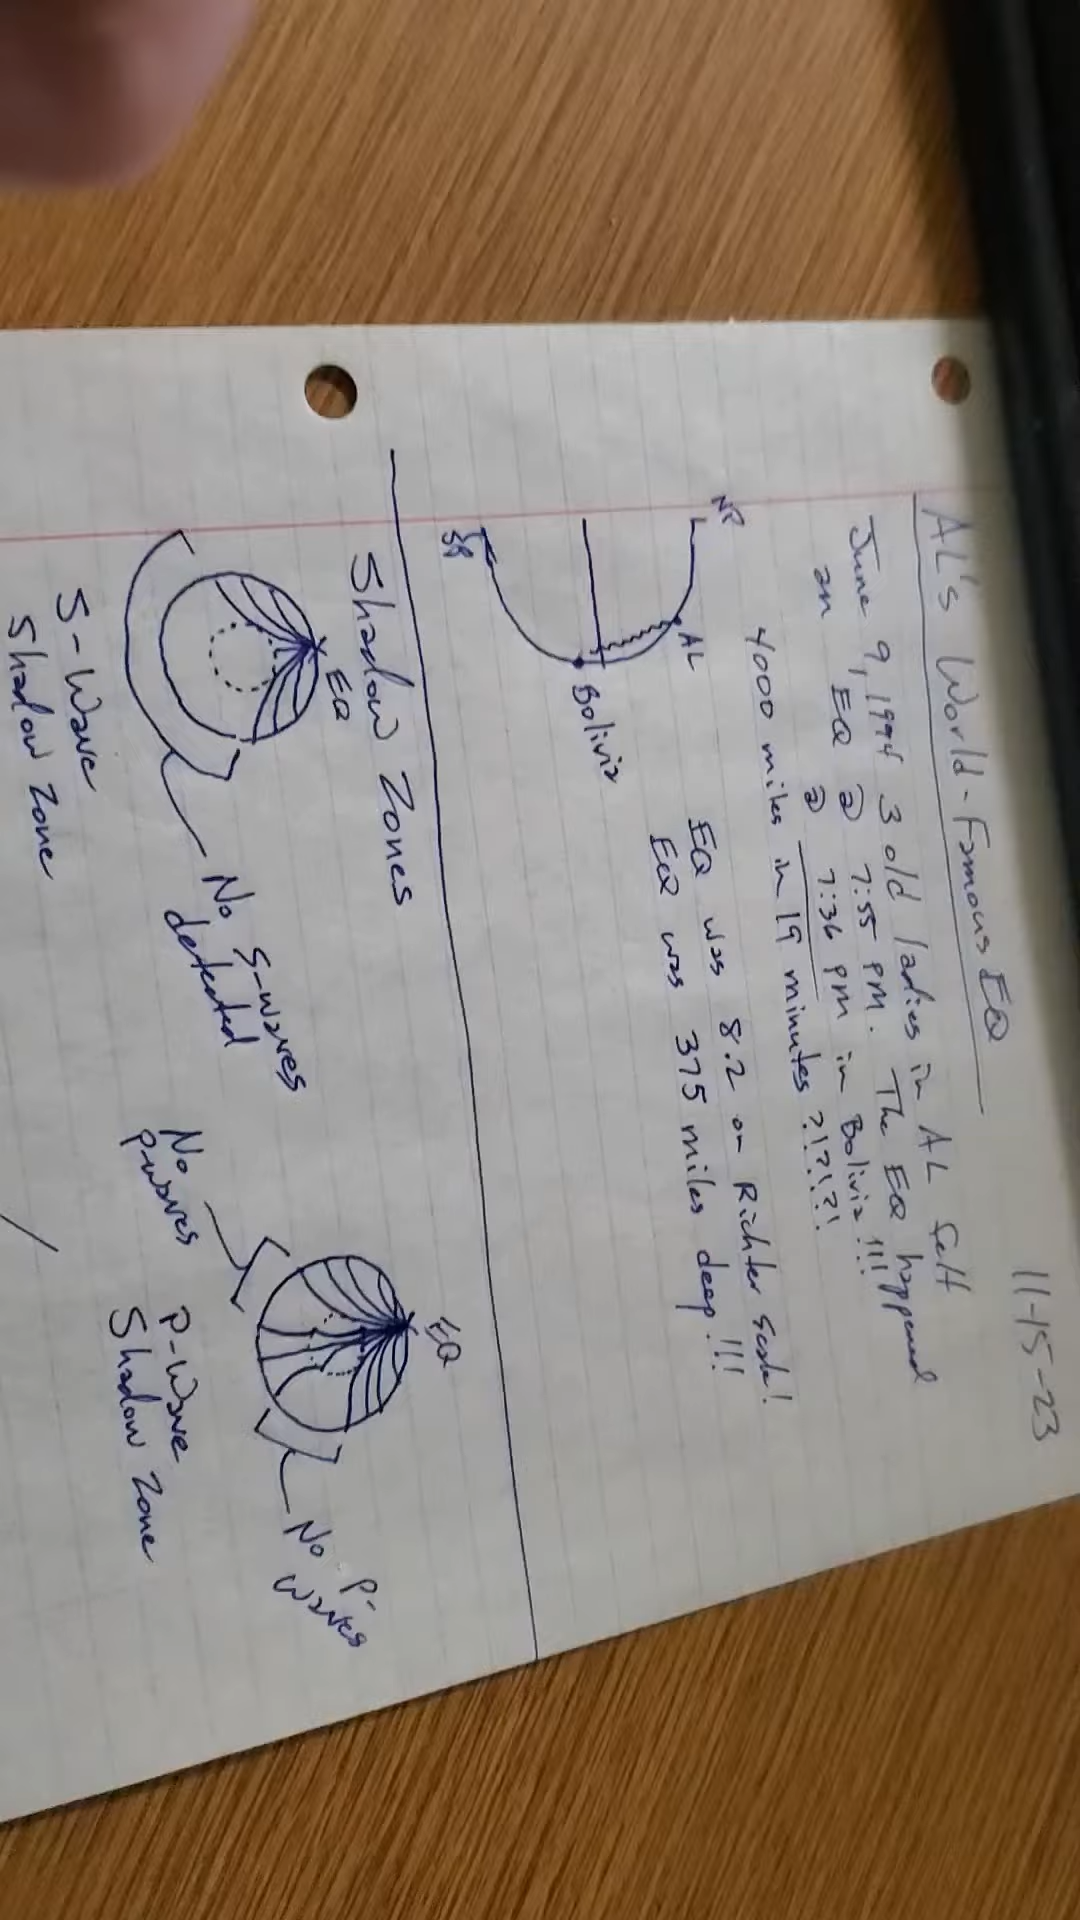 11-15-23
AL's World-Famous EQ
June 9, 1994 3 old ladies in AL felt
an EQ @ 7:55 pm. The EQ happened
@ 7:36 pm in Bolivia!!!
4000 miles in 19 minutes ?!?!?!
NP
AL
EQ was 8.2 on Richter Scale!
EQ was 375 miles deep!!!
Bolivia
SP
Shadow Zones
EQ
No S-waves
detected
S-Wave
Shadow Zone
EQ
No P-
waves
No
P-waves
P-Wave
Shadow Zone